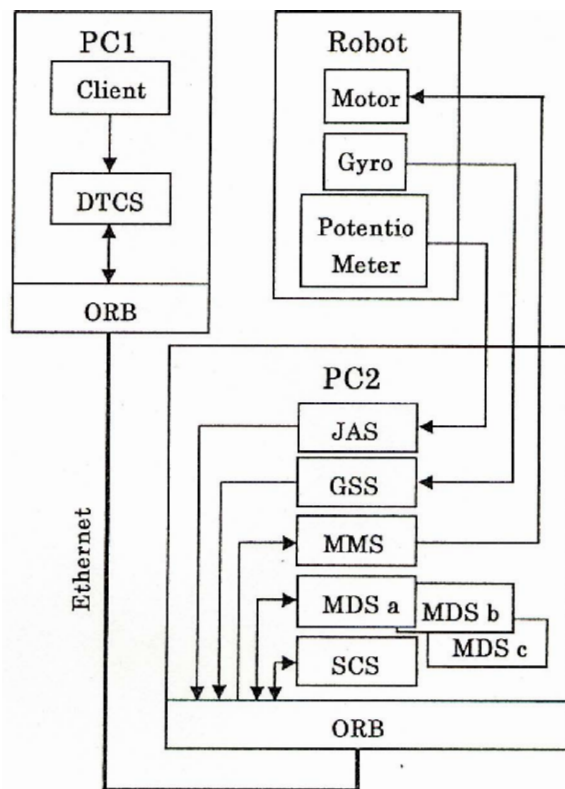 PC1
Client
DTCS
ORB
Robot
Motor
Gyro
Potentio
Meter
PC2
JAS
GSS
MMS
MDS a
MDS b
MDS c
SCS
ORB
Ethernet